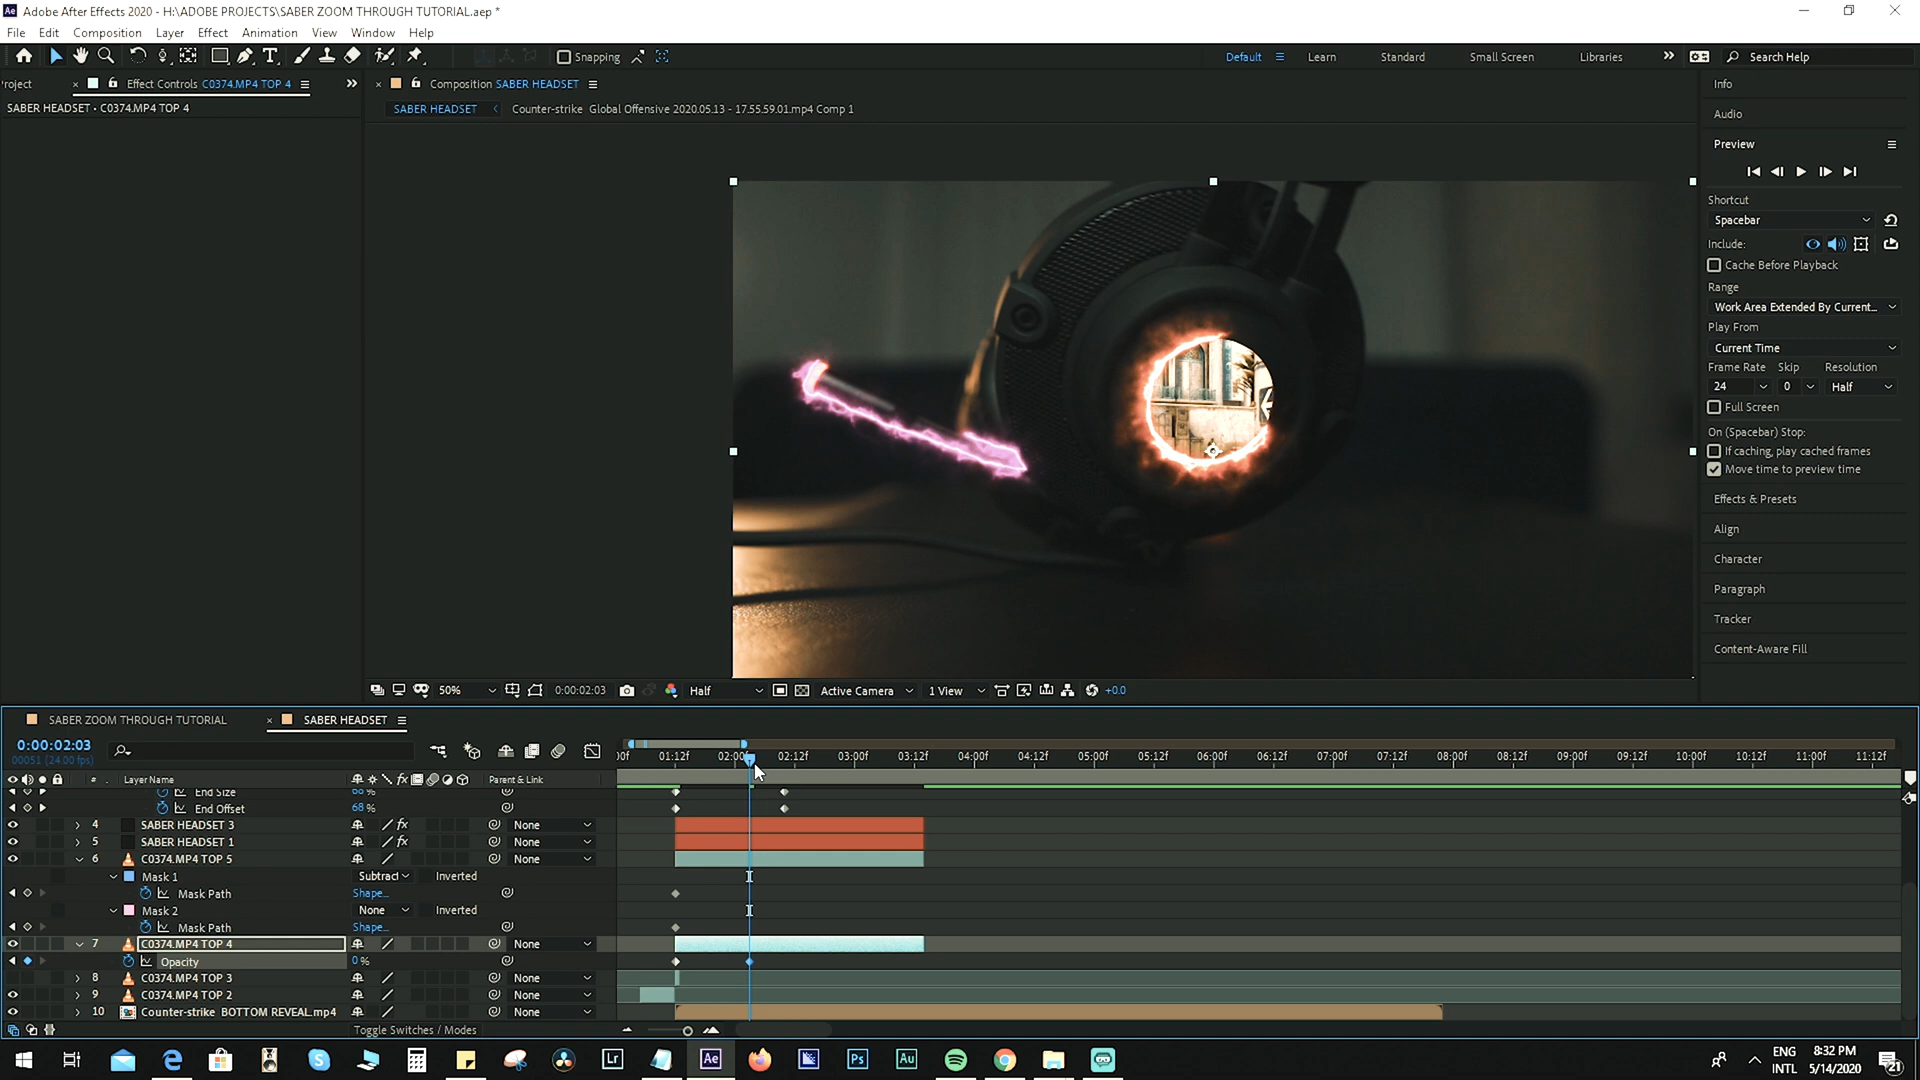 Adobe After Effects 2020 - H:\ADOBE PROJECTS\SABER ZOOM THROUGH TUTORIAL.aep *
File Edit Composition Layer Effect Animation View Window Help
Snapping
Default Learn Standard Small Screen Libraries Search Help
roject Effect Controls C0374.MP4 TOP 4
SABER HEADSET • C0374.MP4 TOP 4
Composition SABER HEADSET
SABER HEADSET Counter-strike Global Offensive 2020.05.13 - 17.55.59.01.mp4 Comp 1
Info
Audio
Preview
Shortcut
Spacebar
Include:
Cache Before Playback
Range
Work Area Extended By Current...
Play From
Current Time
Frame Rate Skip Resolution
24 0 Half
Full Screen
On (Spacebar) Stop:
If caching, play cached frames
Move time to preview time
Effects & Presets
Align
Character
Paragraph
Tracker
Content-Aware Fill
50% 0:00:02:03 Half Active Camera 1 View +0.0
SABER ZOOM THROUGH TUTORIAL SABER HEADSET
0:00:02:03
00051 (24.00 fps)
00f 01:12f 02:00f 02:12f 03:00f 03:12f 04:00f 04:12f 05:00f 05:12f 06:00f 06:12f 07:00f 07:12f 08:00f 08:12f 09:00f 09:12f 10:00f 10:12f 11:00f 11:12f
# Layer Name Parent & Link
End Size 68 %
End Offset 68 %
4 SABER HEADSET 3 fx None
5 SABER HEADSET 1 fx None
6 C0374.MP4 TOP 5 None
Mask 1 Subtract Inverted
Mask Path Shape...
Mask 2 None Inverted
Mask Path Shape...
7 C0374.MP4 TOP 4 None
Opacity 0 %
8 C0374.MP4 TOP 3 None
9 C0374.MP4 TOP 2 None
10 Counter-strike BOTTOM REVEAL.mp4 None
Toggle Switches / Modes
Lr Ae Ps Au
ENG 8:32 PM
INTL 5/14/2020
21